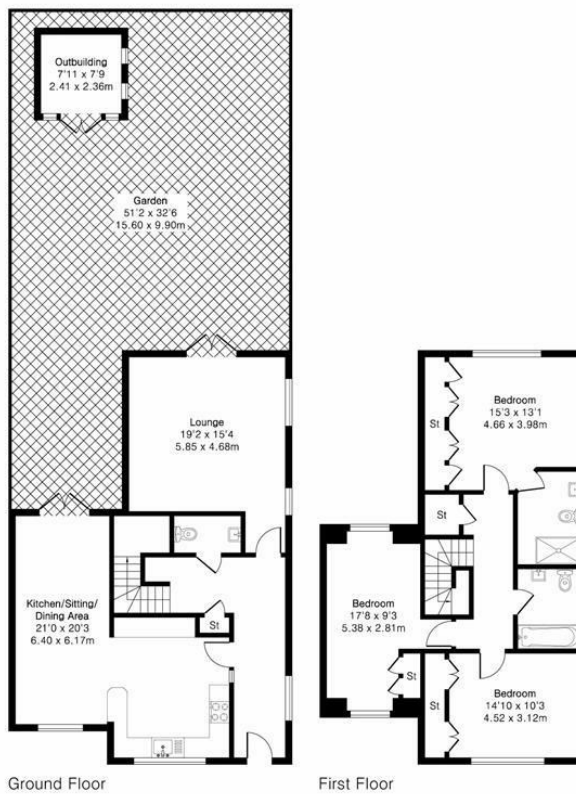 Outbuilding
7'11 x 7'9
2.41 x 2.36m
Garden
51'2 x 32'6
15.60 x 9.90m
Lounge
19'2 x 15'4
5.85 x 4.68m
Kitchen/Sitting/
Dining Area
21'0 x 20'3
6.40 x 6.17m
St
Ground Floor
Bedroom
15'3 x 13'1
4.66 x 3.98m
St
St
Bedroom
17'8 x 9'3
5.38 x 2.81m
St
St
Bedroom
14'10 x 10'3
4.52 x 3.12m
First Floor